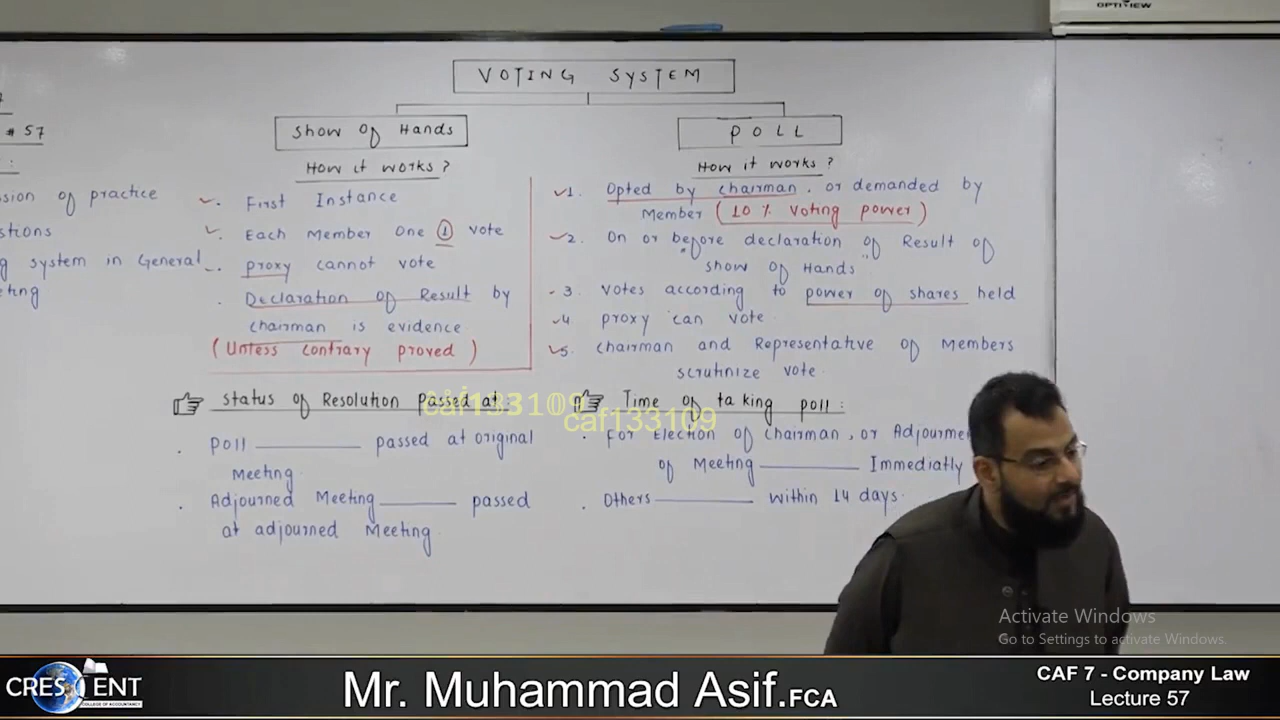 OPTIVIEW
VOTING SYSTEM
# 57
Show Of Hands
How it works?
First Instance
Each Member One ① vote
proxy cannot vote
Declaration of Result by
chairman is evidence
(Unless contrary proved)
POLL
How it works?
1. Opted by chairman, or demanded by
Member (10% Voting power)
2. On or before declaration of Result of
show of Hands
3. Votes according to power of shares held
4 proxy can vote
5. chairman and Representative of Members
scrutinize vote
of practice
system in General
Status of Resolution Passed at:
Poll passed at original
Meeting
Adjourned Meeting passed
at adjourned Meeting
Time of taking poll:
For Election of Chairman, or
of Meeting Immediatly
Others within 14 days.
caf133109
caf133109
Activate Windows
Go to Settings to activate Windows.
CRESCENT
COLLEGE OF ACCOUNTANCY
Mr. Muhammad Asif.FCA
CAF 7 - Company Law
Lecture 57